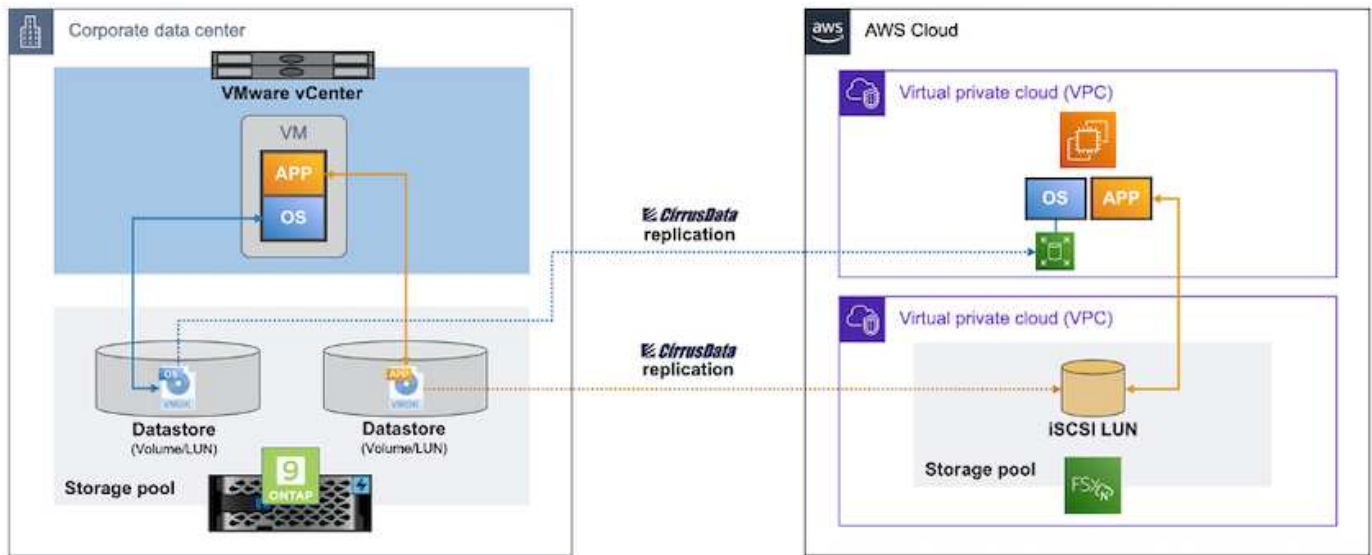 Corporate data center
VMware vCenter
VM
APP
OS
OS
VMDK
APP
VMDK
Datastore
(Volume/LUN)
Datastore
(Volume/LUN)
9
ONTAP
Storage pool
CirrusData
replication
CirrusData
replication
aws
AWS Cloud
Virtual private cloud (VPC)
OS
APP
Virtual private cloud (VPC)
iSCSI LUN
Storage pool
FSx
N